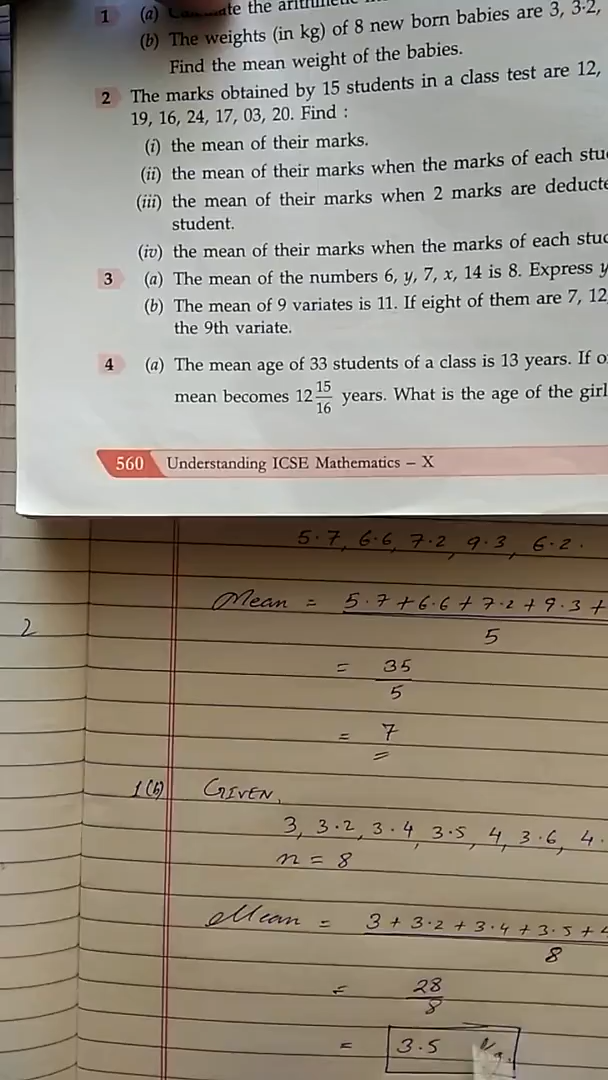 1 (a) the
(b) The weights (in kg) of 8 new born babies are 3, 3·2,
Find the mean weight of the babies.
2 The marks obtained by 15 students in a class test are 12,
19, 16, 24, 17, 03, 20. Find :
(i) the mean of their marks.
(ii) the mean of their marks when the marks of each
(iii) the mean of their marks when 2 marks are
student.
(iv) the mean of their marks when the marks of each
3 (a) The mean of the numbers 6, y, 7, x, 14 is 8. Express y
(b) The mean of 9 variates is 11. If eight of them are 7, 12
the 9th variate.
4 (a) The mean age of 33 students of a class is 13 years. If
mean becomes 12 15/16 years. What is the age of the girl
560 Understanding ICSE Mathematics – X
5·7, 6·6, 7·2, 9·3, 6·2.
2
Mean = 5·7+6·6+7·2+9·3+
5
= 35
5
= 7
=
1(b) GIVEN,
3, 3·2, 3·4, 3·5, 4, 3·6, 4·
n = 8
Mean = 3 + 3·2 + 3·4 + 3·5 + 4
8
= 28
8
= 3·5 Kg.